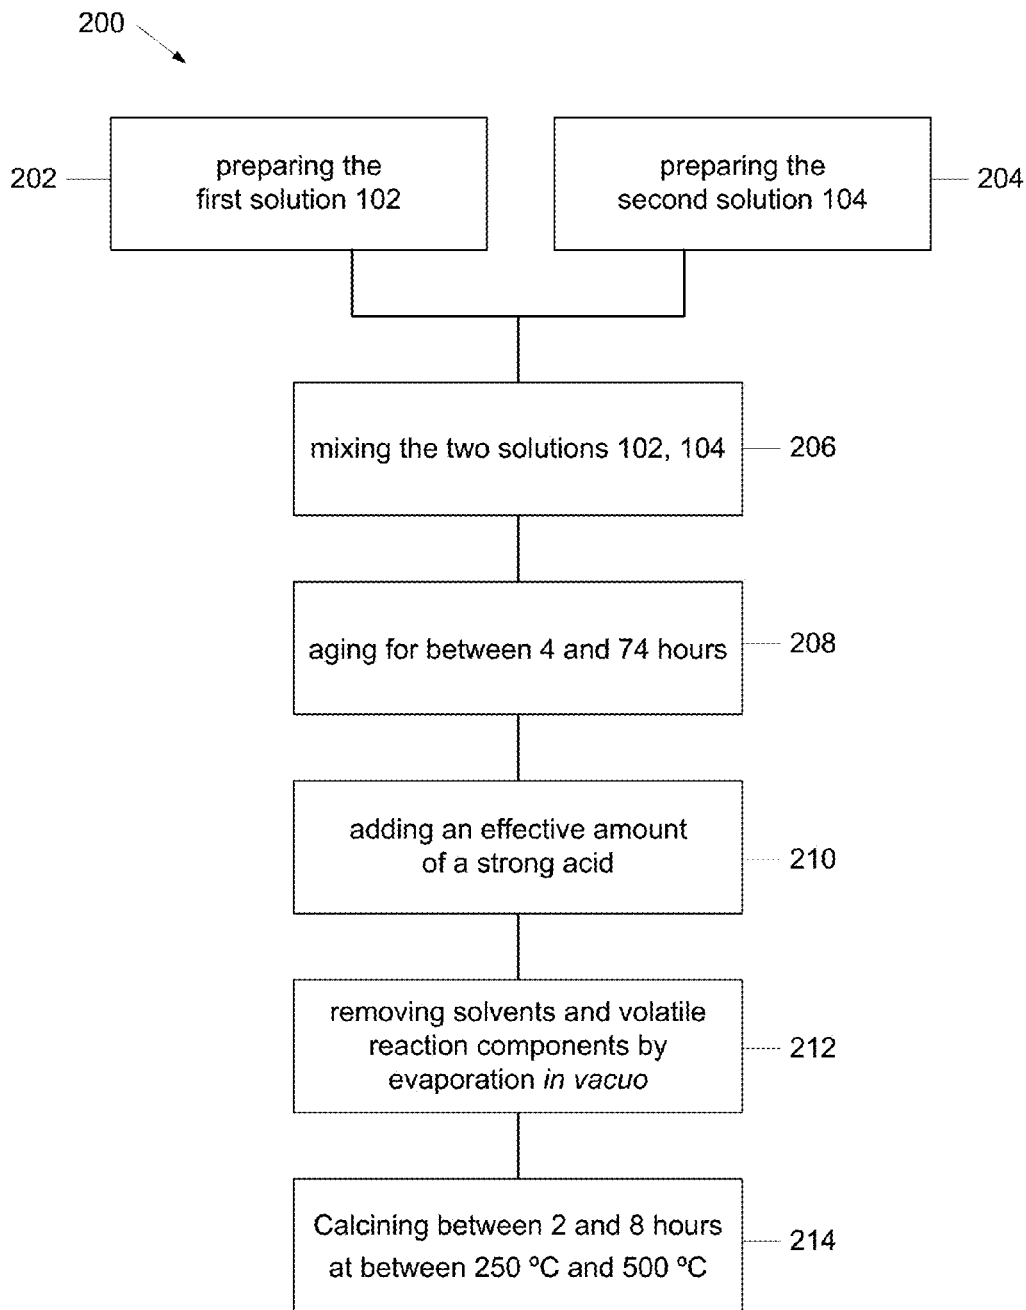 200
preparing the
first solution 102
202
preparing the
second solution 104
204
mixing the two solutions 102, 104
206
aging for between 4 and 74 hours
208
adding an effective amount
of a strong acid
210
removing solvents and volatile
reaction components by
evaporation in vacuo
212
Calcining between 2 and 8 hours
at between 250 ºC and 500 ºC
214